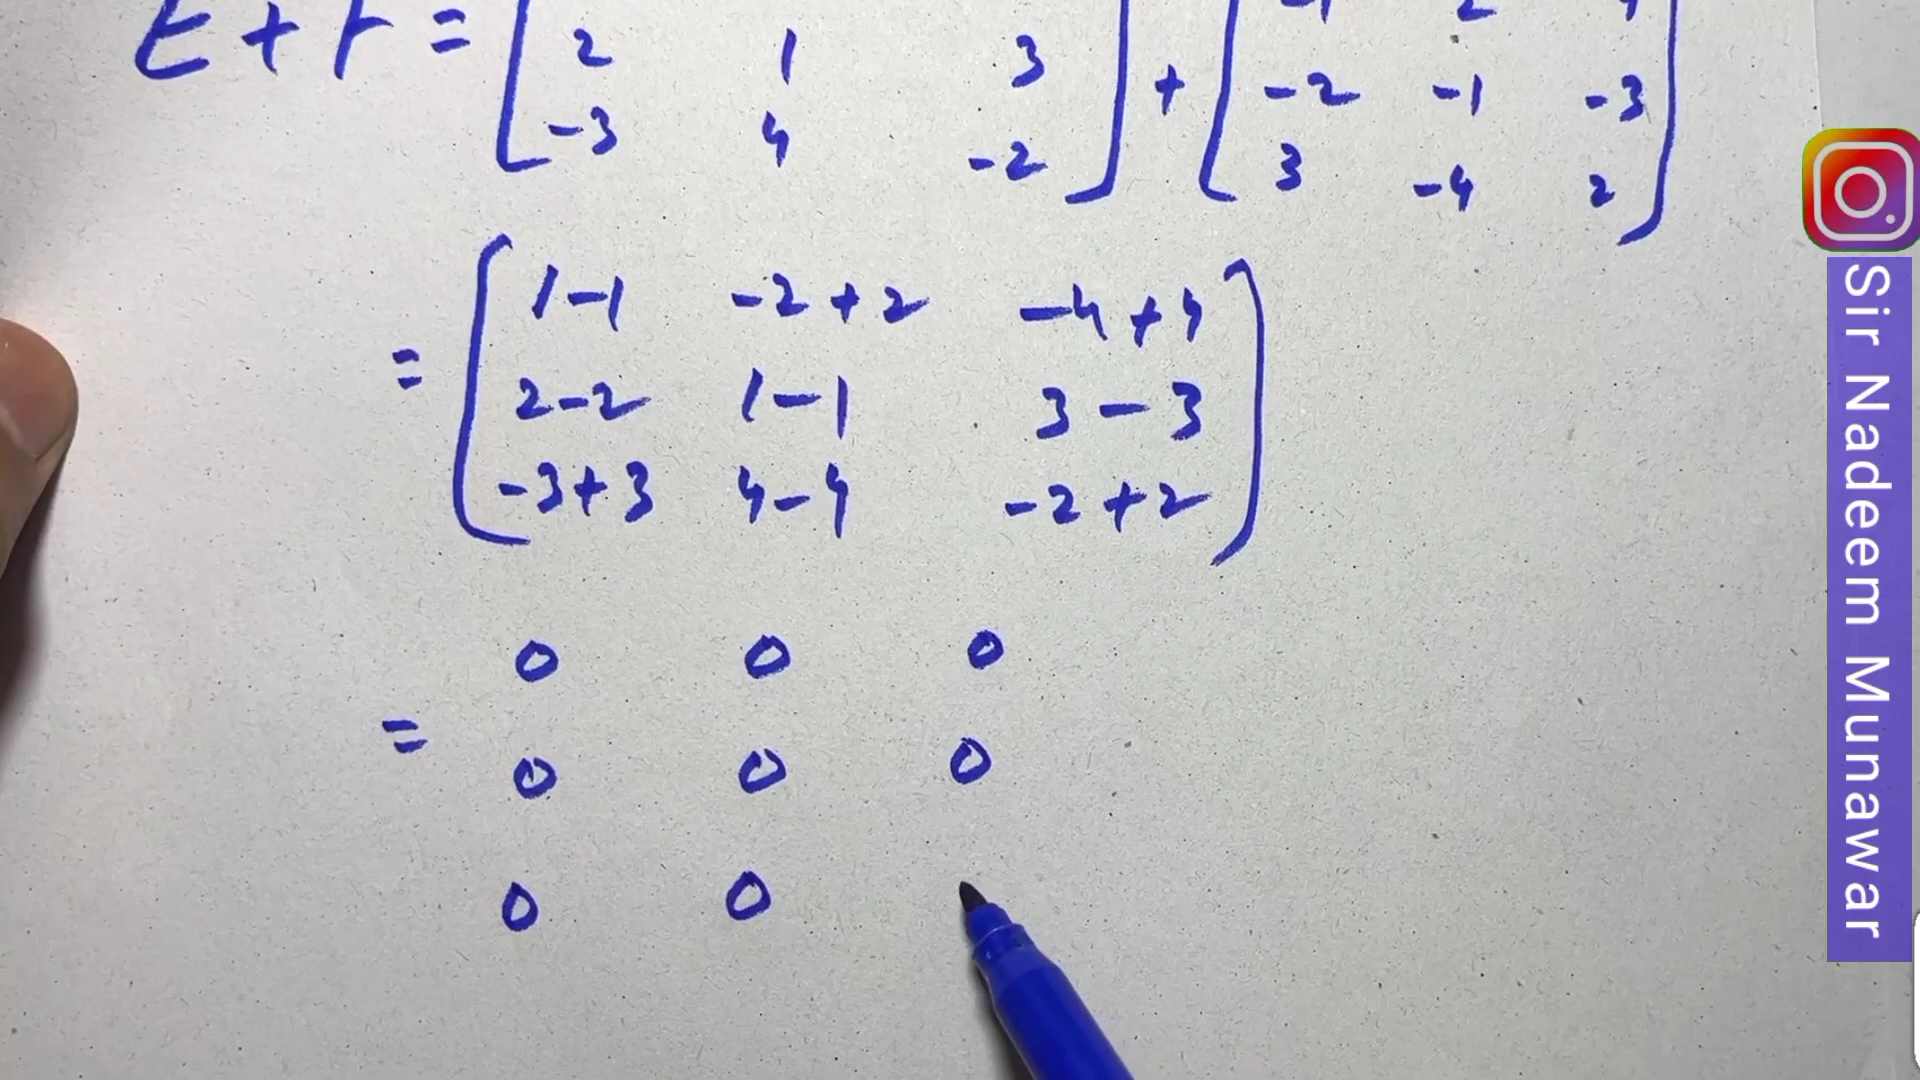 E + F =
2 1 3 + -2 -1 -3
-3 4 -2 3 -4 2
1-1 -2+2 -4+4
= 2-2 1-1 3-3
-3+3 4-4 -2+2
0 0 0
= 0 0 0
0 0
Sir Nadeem Munawar